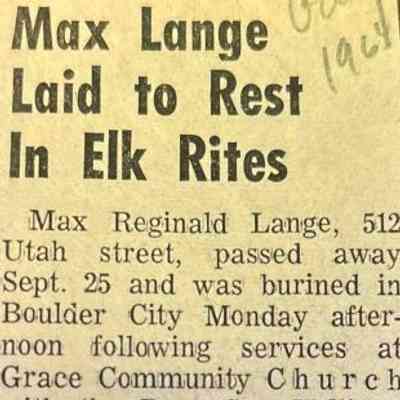 Max Lange
1964
Laid to Rest
In Elk Rites
Max Reginald Lange, 512
Utah street, passed away
Sept. 25 and was burined in
Boulder City Monday after-
noon following services at
Grace Community Church